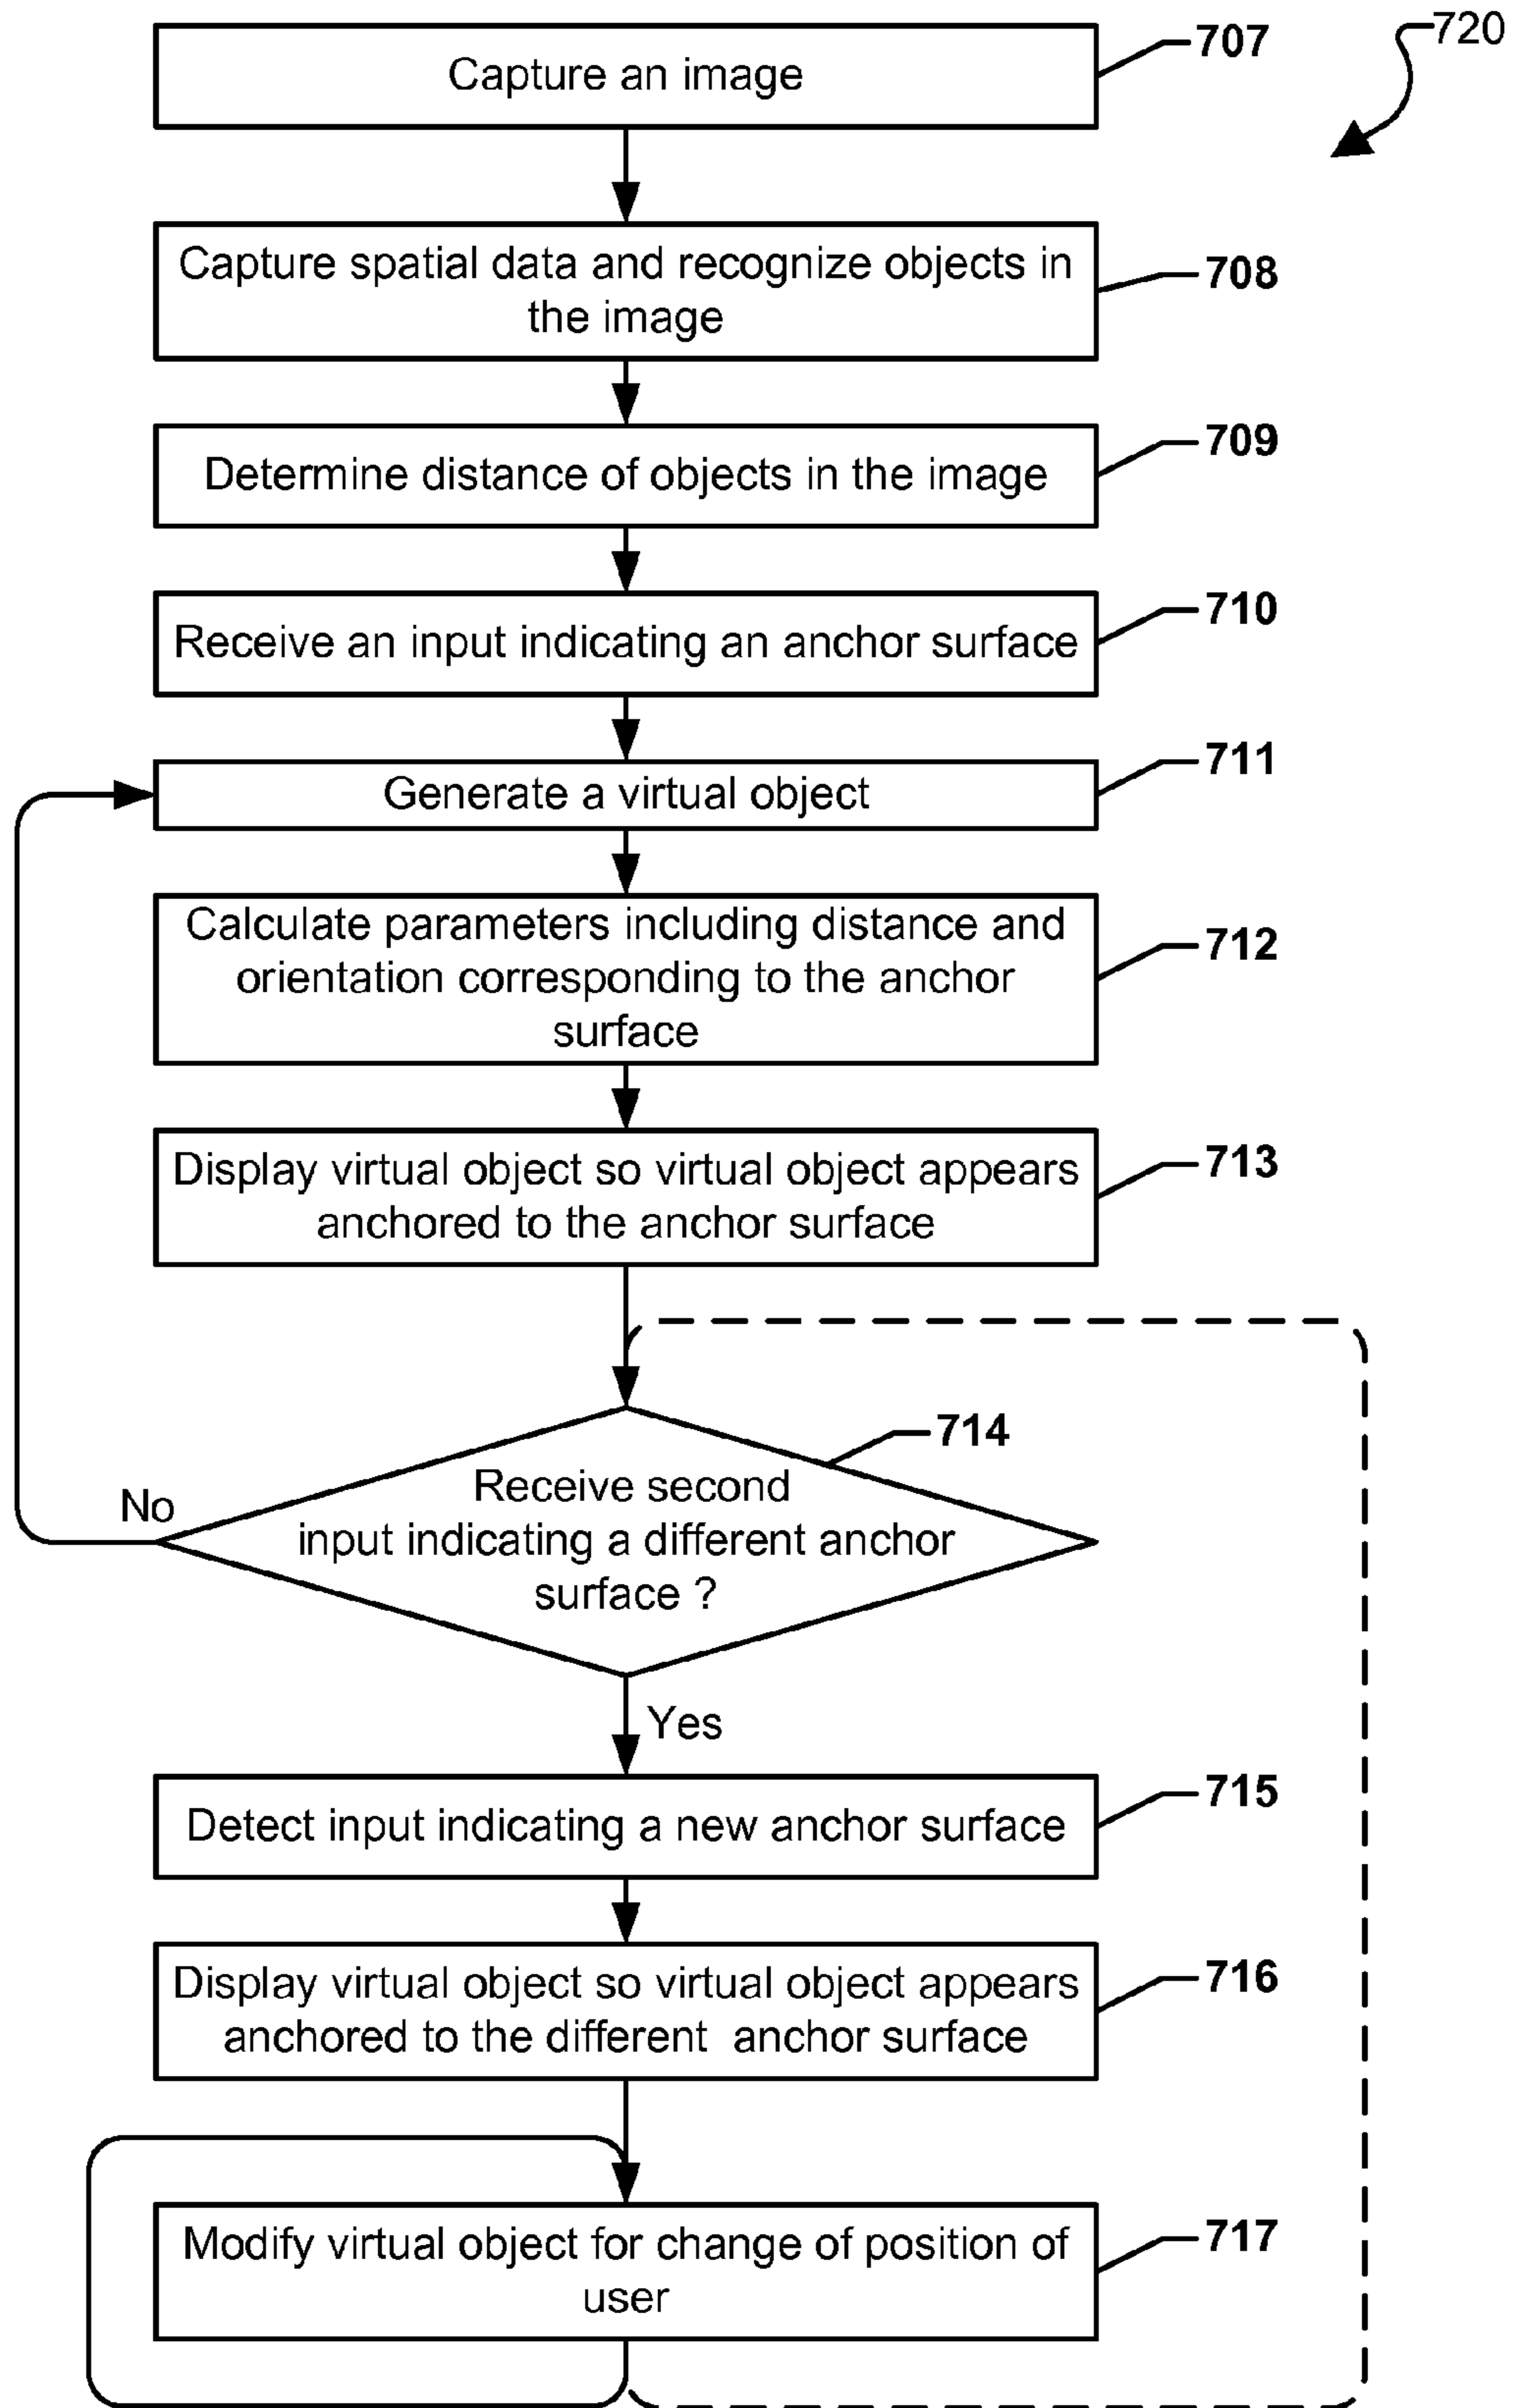 720
Capture an image
707
Capture spatial data and recognize objects in
the image
708
Determine distance of objects in the image
709
Receive an input indicating an anchor surface
710
Generate a virtual object
711
Calculate parameters including distance and
orientation corresponding to the anchor
surface
712
Display virtual object so virtual object appears
anchored to the anchor surface
713
Receive second
input indicating a different anchor
surface ?
714
No
Yes
Detect input indicating a new anchor surface
715
Display virtual object so virtual object appears
anchored to the different anchor surface
716
Modify virtual object for change of position of
user
717